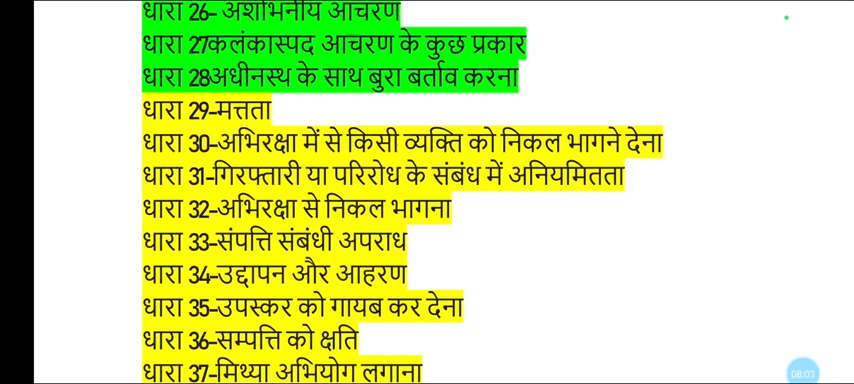 धारा 26- अशोभनीय आचरण
धारा 27कलंकास्पद आचरण के कुछ प्रकार
धारा 28अधीनस्थ के साथ बुरा बर्ताव करना
धारा 29-मत्तता
धारा 30-अभिरक्षा में से किसी व्यक्ति को निकल भागने देना
धारा 31-गिरफ्तारी या परिरोध के संबंध में अनियमितता
धारा 32-अभिरक्षा से निकल भागना
धारा 33-संपत्ति संबंधी अपराध
धारा 34-उद्दापन और आहरण
धारा 35-उपस्कर को गायब कर देना
धारा 36-सम्पत्ति को क्षति
धारा 37-मिथ्या अभियोग लगाना
08:03